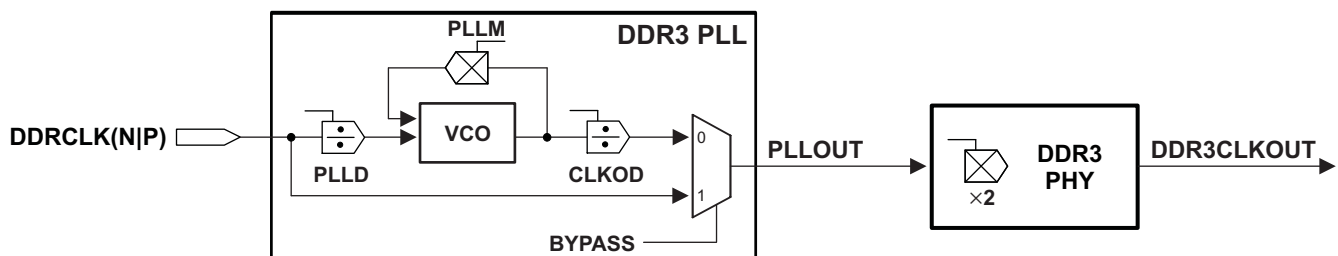 PLLM
DDR3 PLL
DDRCLK(N|P)
VCO
PLLD
CLKOD
0
1
BYPASS
PLLOUT
DDR3
PHY
×2
DDR3CLKOUT